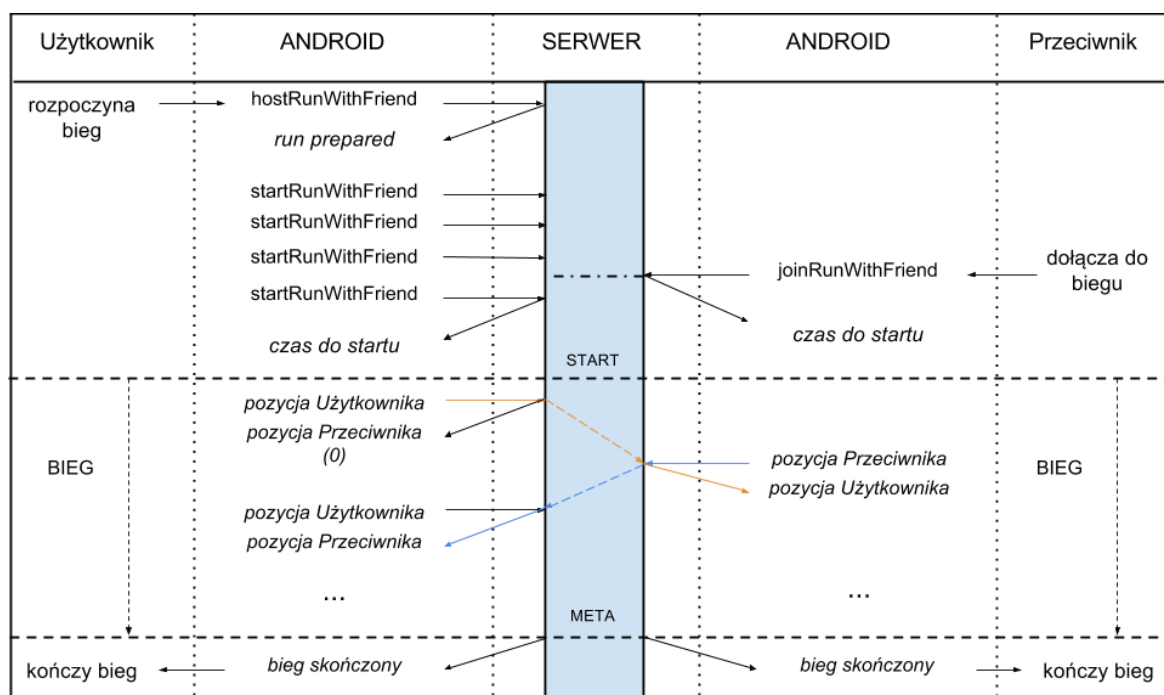 Użytkownik
ANDROID
SERWER
ANDROID
Przeciwnik
rozpoczyna
bieg
hostRunWithFriend
run prepared
startRunWithFriend
startRunWithFriend
startRunWithFriend
startRunWithFriend
czas do startu
joinRunWithFriend
dołącza do
biegu
czas do startu
START
BIEG
pozycja Użytkownika
pozycja Przeciwnika
(0)
pozycja Przeciwnika
pozycja Użytkownika
BIEG
pozycja Użytkownika
pozycja Przeciwnika
...
...
META
kończy bieg
bieg skończony
bieg skończony
kończy bieg